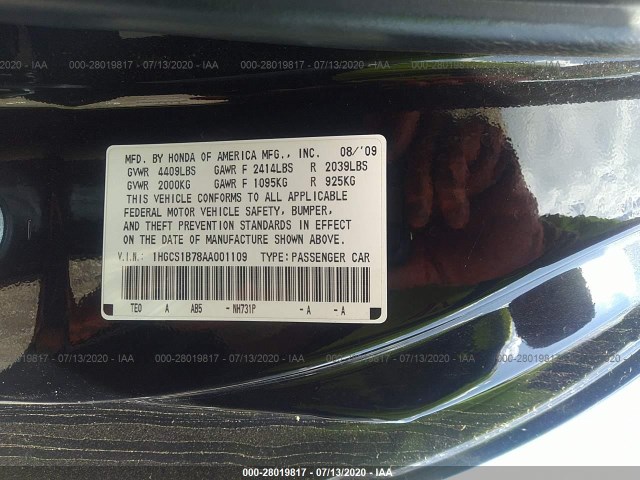 000-28019817 - 07/13/2020 - IAA
000-28019817 - 07/13/2020 - IAA
000-28019817 - 07/13/2020 - IAA
MFD. BY HONDA OF AMERICA MFG., INC. 08/'09
GVWR 4409LBS GAWR F 2414LBS R 2039LBS
GVWR 2000KG GAWR F 1095KG R 925KG
THIS VEHICLE CONFORMS TO ALL APPLICABLE
FEDERAL MOTOR VEHICLE SAFETY, BUMPER,
AND THEFT PREVENTION STANDARDS IN EFFECT
ON THE DATE OF MANUFACTURE SHOWN ABOVE.
V.I.N.: 1HGCS1B78AA001109 TYPE:PASSENGER CAR
TE0 A AB5 -NH731P -A -A
000-28019817 - 07/13/2020 - IAA
000-28019817 - 07/13/2020 - IAA
000-28019817 - 07/13/2020 - IAA
000-28019817 - 07/13/2020 - IAA